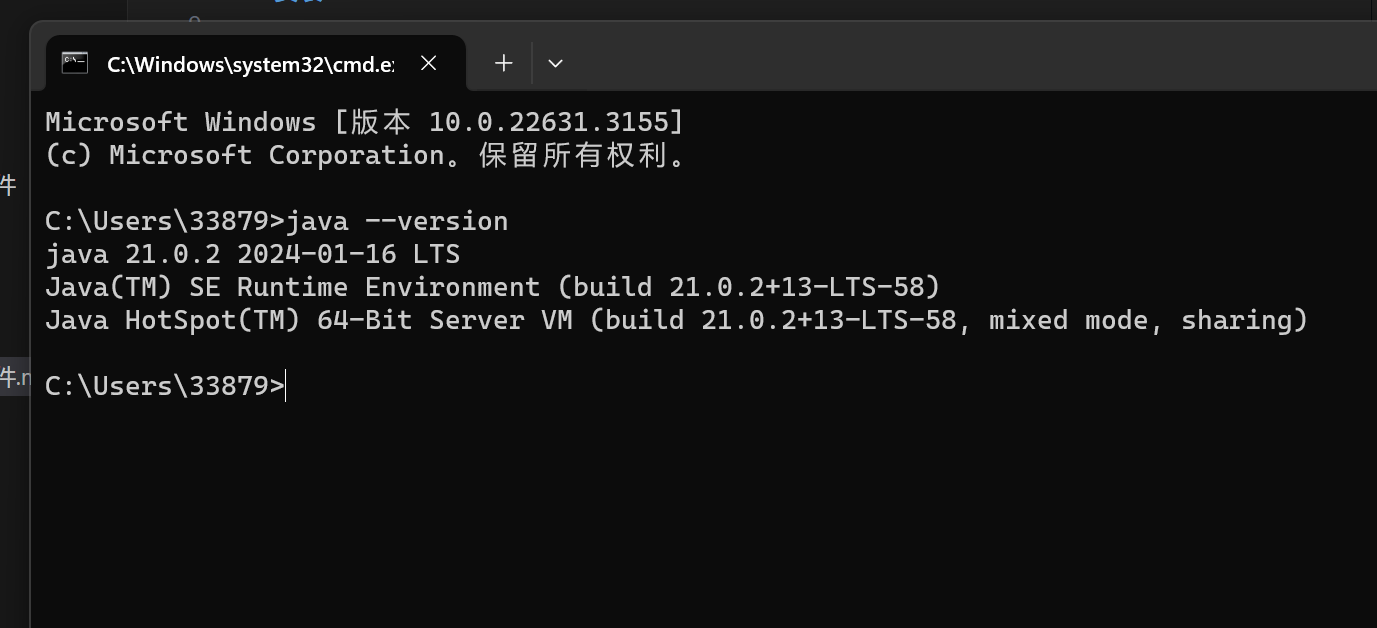 C:\Windows\system32\cmd.e
Microsoft Windows [版本 10.0.22631.3155]
(c) Microsoft Corporation。保留所有权利。
件
C:\Users\33879>java --version
java 21.0.2 2024-01-16 LTS
Java(TM) SE Runtime Environment (build 21.0.2+13-LTS-58)
Java HotSpot(TM) 64-Bit Server VM (build 21.0.2+13-LTS-58, mixed mode, sharing)
件.n
C:\Users\33879>